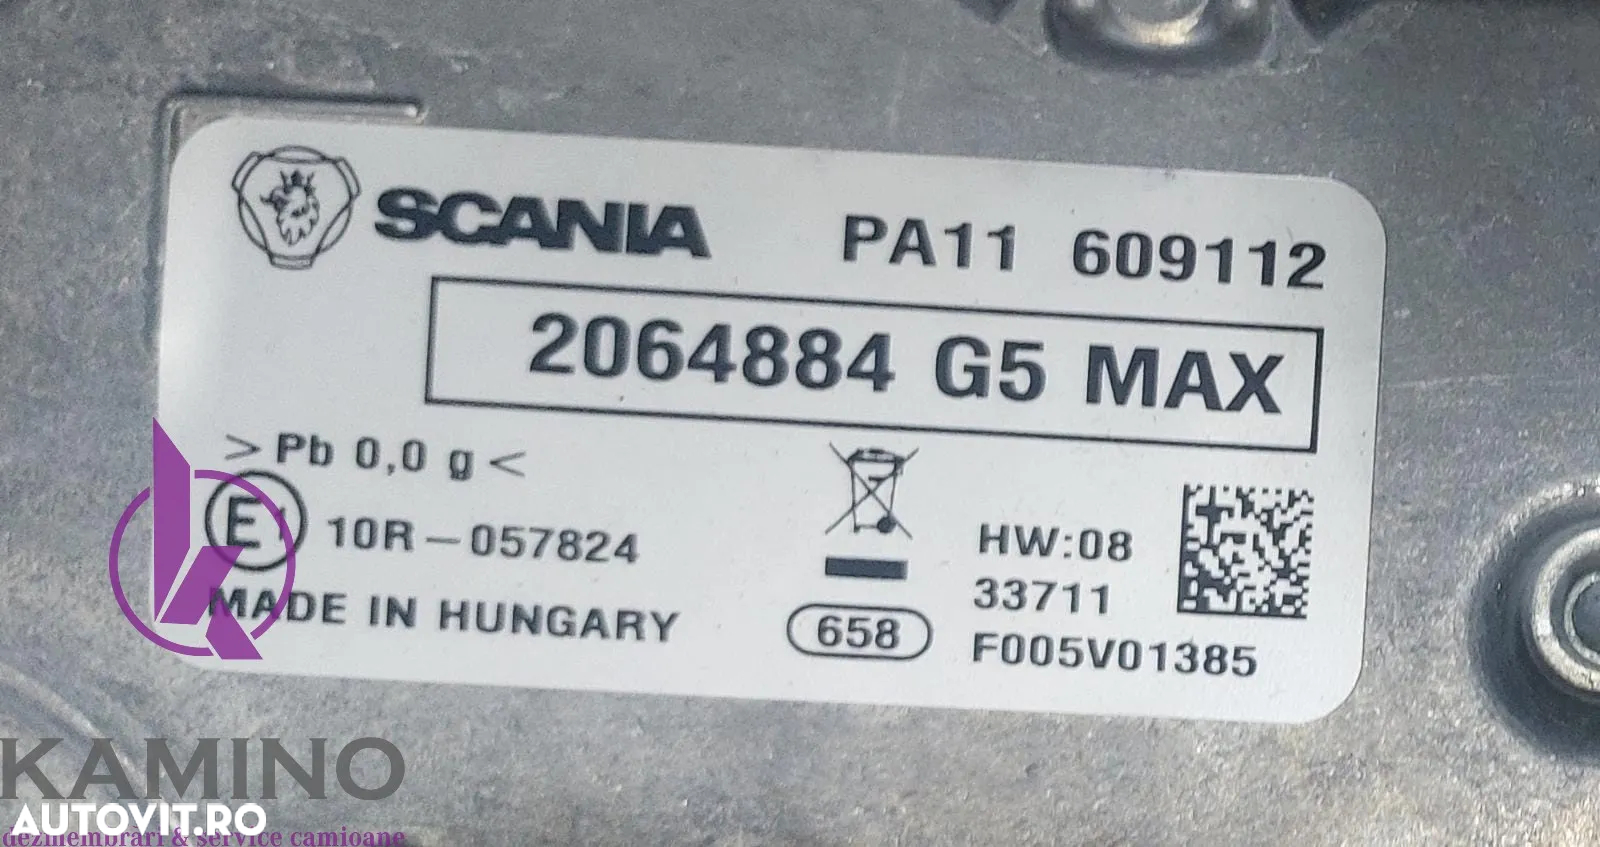 SCANIA PA11 609112
2064884 G5 MAX
>Pb 0,0 g<
E1 10R-057824
HW:08
33711
MADE IN HUNGARY
658
F005V01385
KAMINO
AUTOVIT.RO
dezmembrari & service camioane